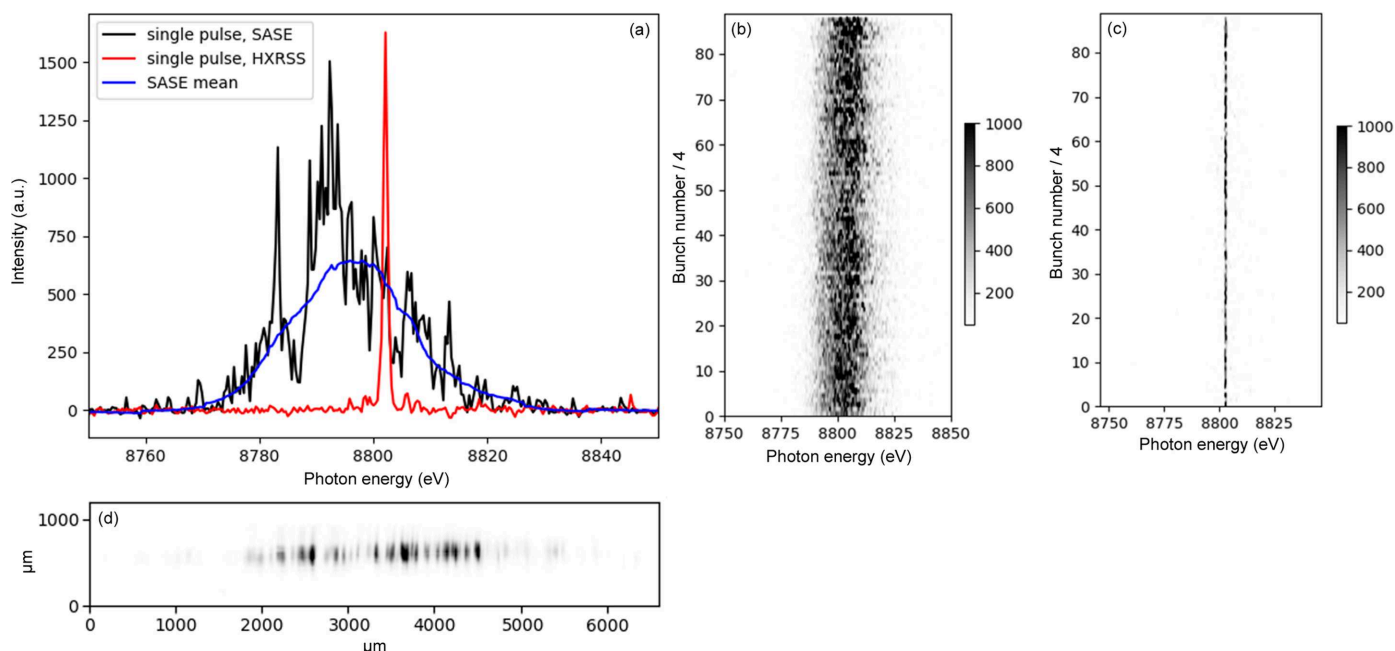 (a)
single pulse, SASE
single pulse, HXRSS
SASE mean
1500
1250
1000
750
500
250
0
Intensity (a.u.)
8760 8780 8800 8820 8840
Photon energy (eV)
(b)
80
70
60
50
40
30
20
10
0
Bunch number / 4
8750 8775 8800 8825 8850
Photon energy (eV)
1000
800
600
400
200
(c)
80
70
60
50
40
30
20
10
0
Bunch number / 4
8750 8775 8800 8825
Photon energy (eV)
1000
800
600
400
200
(d)
1000
0
µm
0 1000 2000 3000 4000 5000 6000
µm